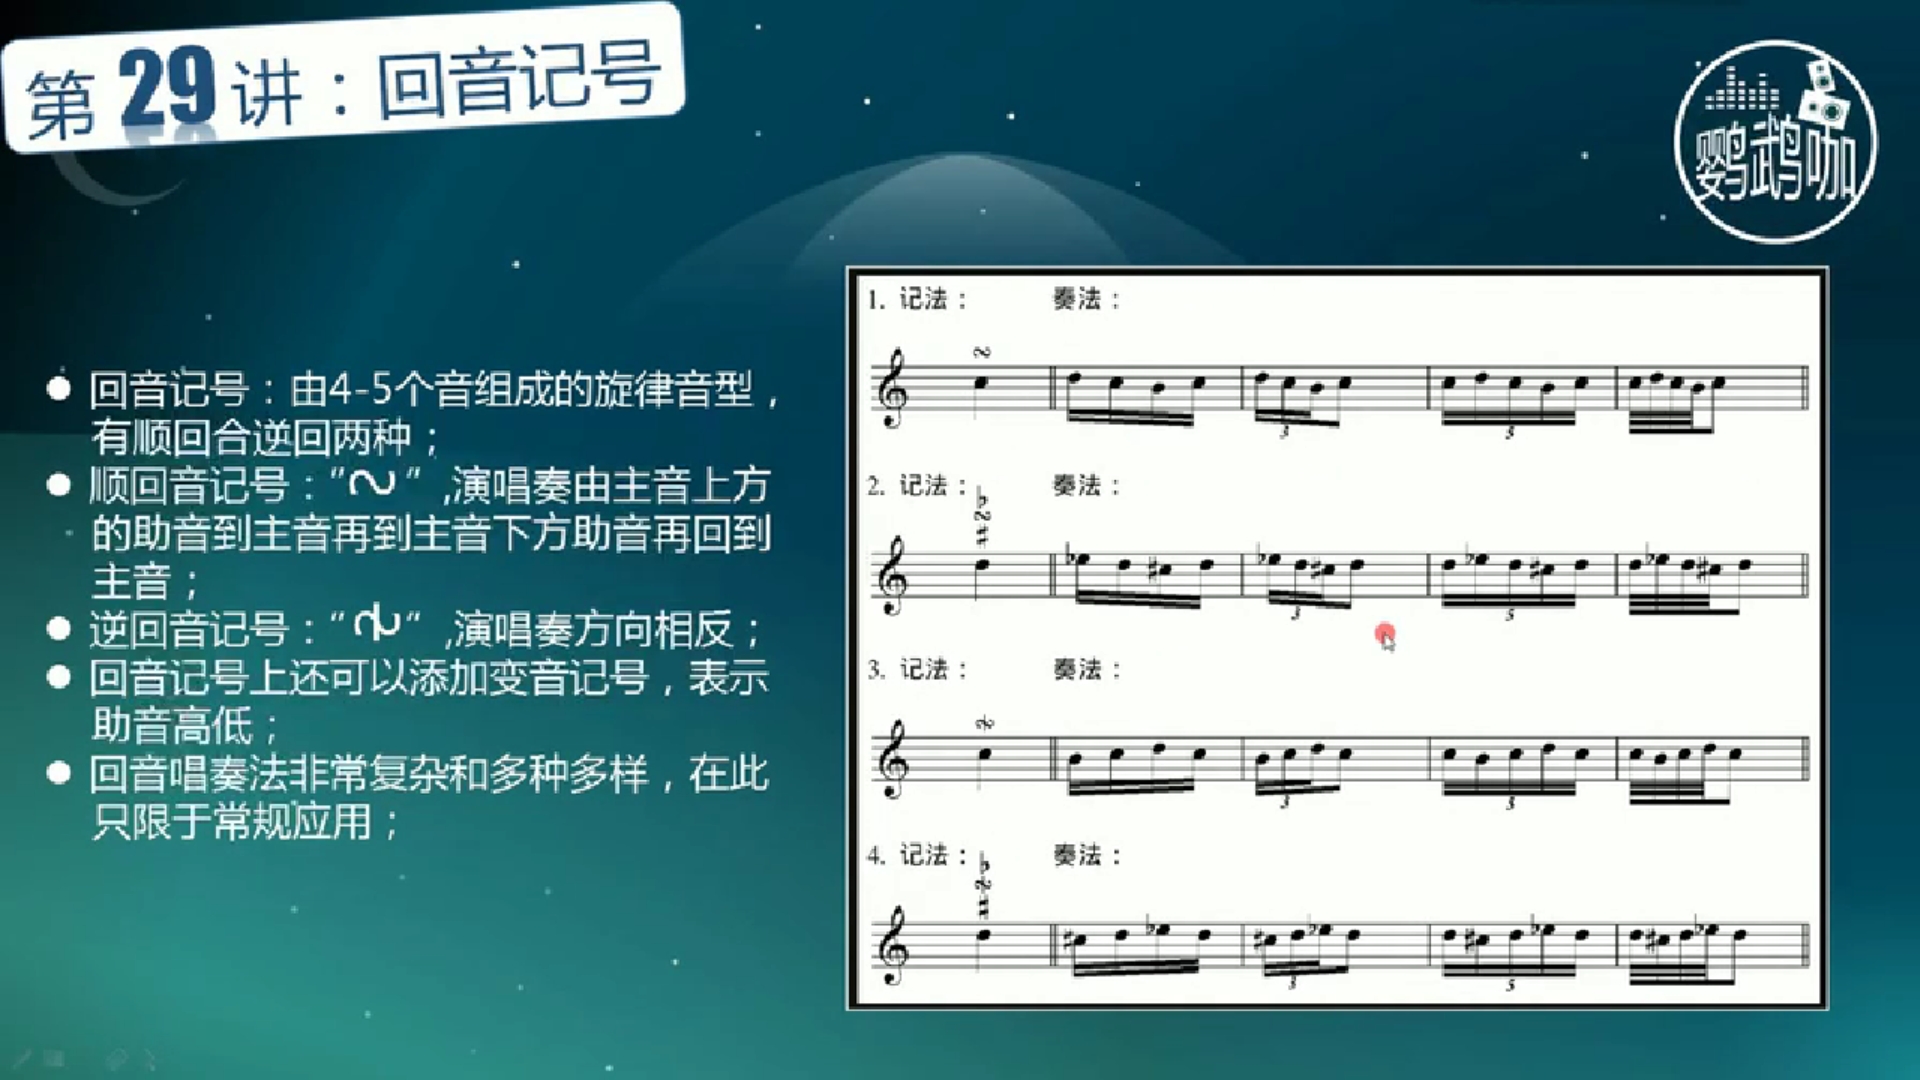 第29讲：回音记号
鹦鹉咖
回音记号：由4-5个音组成的旋律音型，
有顺回合逆回两种；
顺回音记号：“ ”,演唱奏由主音上方
的助音到主音再到主音下方助音再回到
主音；
逆回音记号：“ ”,演唱奏方向相反；
回音记号上还可以添加变音记号，表示
助音高低；
回音唱奏法非常复杂和多种多样，在此
只限于常规应用；
1. 记法： 奏法：
3 5
2. 记法： 奏法：
3 5
3. 记法： 奏法：
3 5
4. 记法： 奏法：
3 5